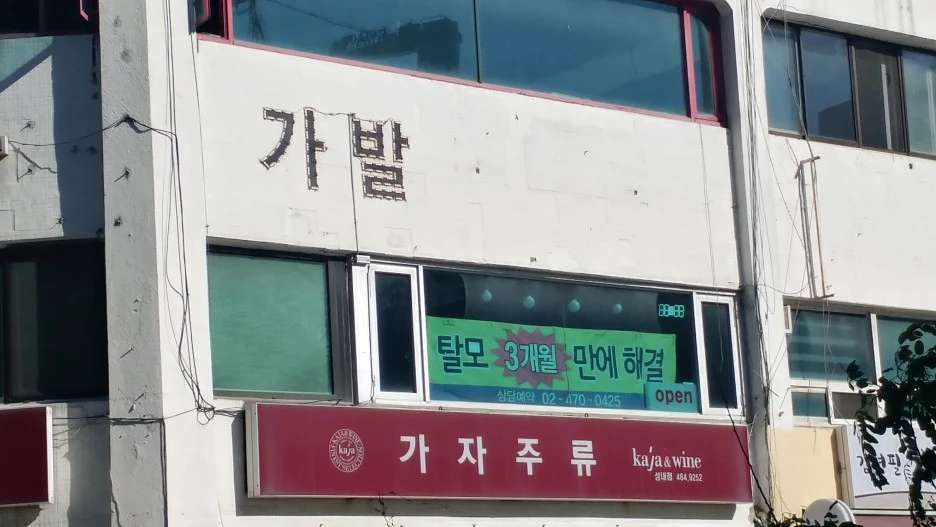 가발
탈모 3개월 만에 해결
상담예약 02-470-0425
open
가자주류
kaja
kaja & wine
성내점 484.9252